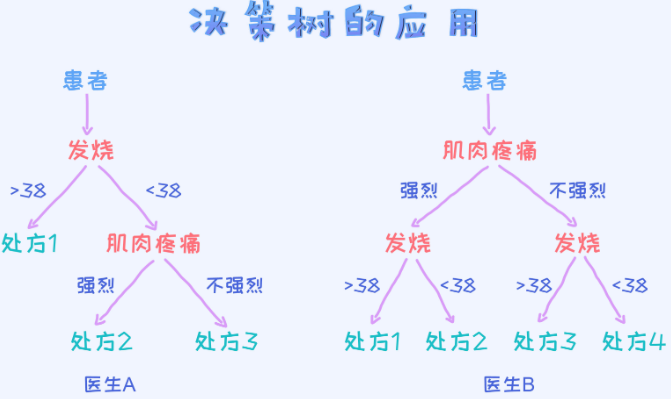 决策树的应用
患者 患者
发烧 肌肉疼痛
>38 <38 强烈 不强烈
处方1 肌肉疼痛 发烧 发烧
强烈 不强烈 >38 <38 >38 <38
处方2 处方3 处方1 处方2 处方3 处方4
医生A 医生B